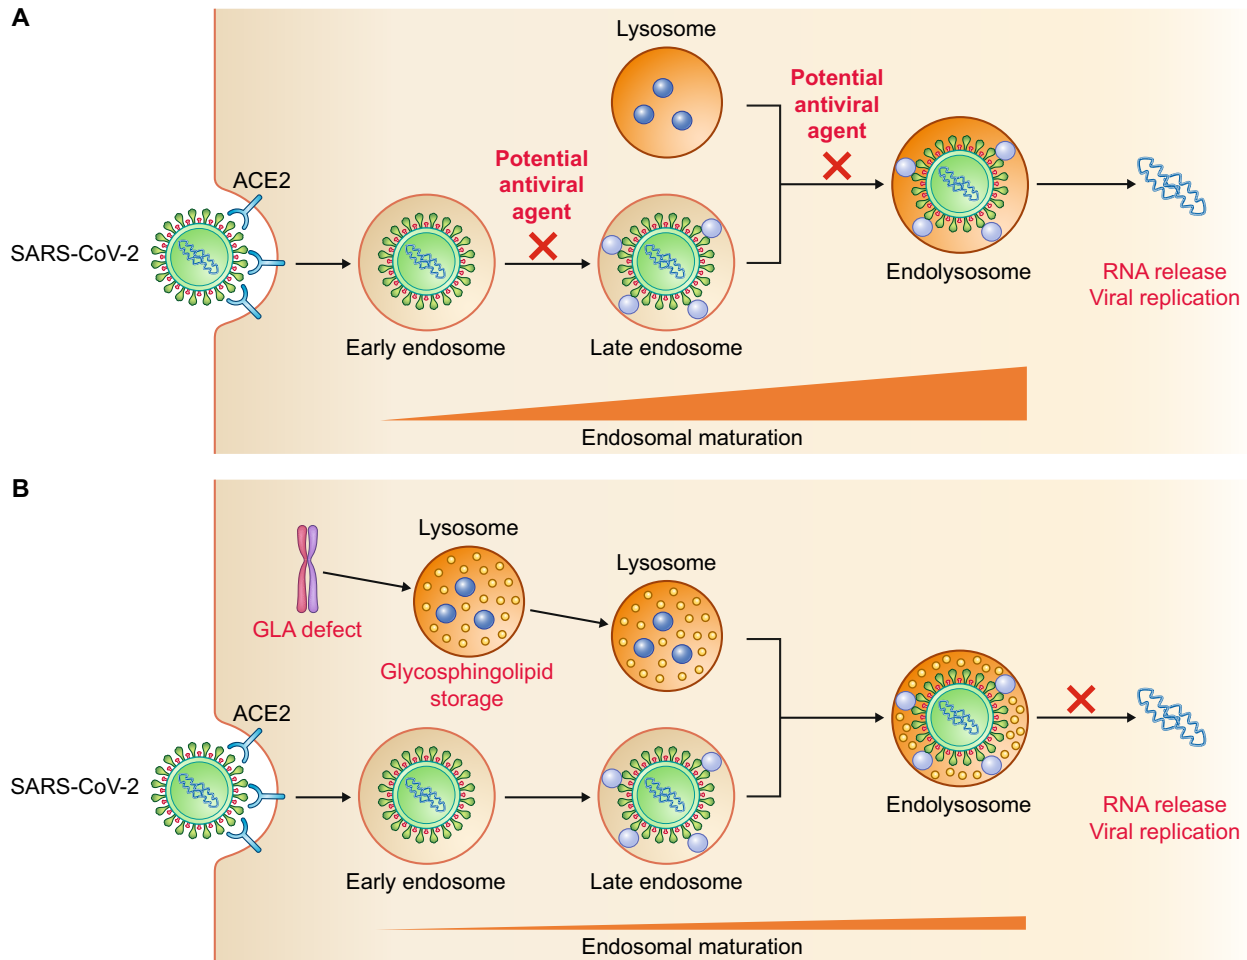 A
Lysosome
Potential
antiviral
agent
Potential
antiviral
agent
ACE2
SARS-CoV-2
Early endosome
Late endosome
Endolysosome
RNA release
Viral replication
Endosomal maturation
B
Lysosome
Lysosome
GLA defect
Glycosphingolipid
storage
ACE2
SARS-CoV-2
Early endosome
Late endosome
Endolysosome
RNA release
Viral replication
Endosomal maturation